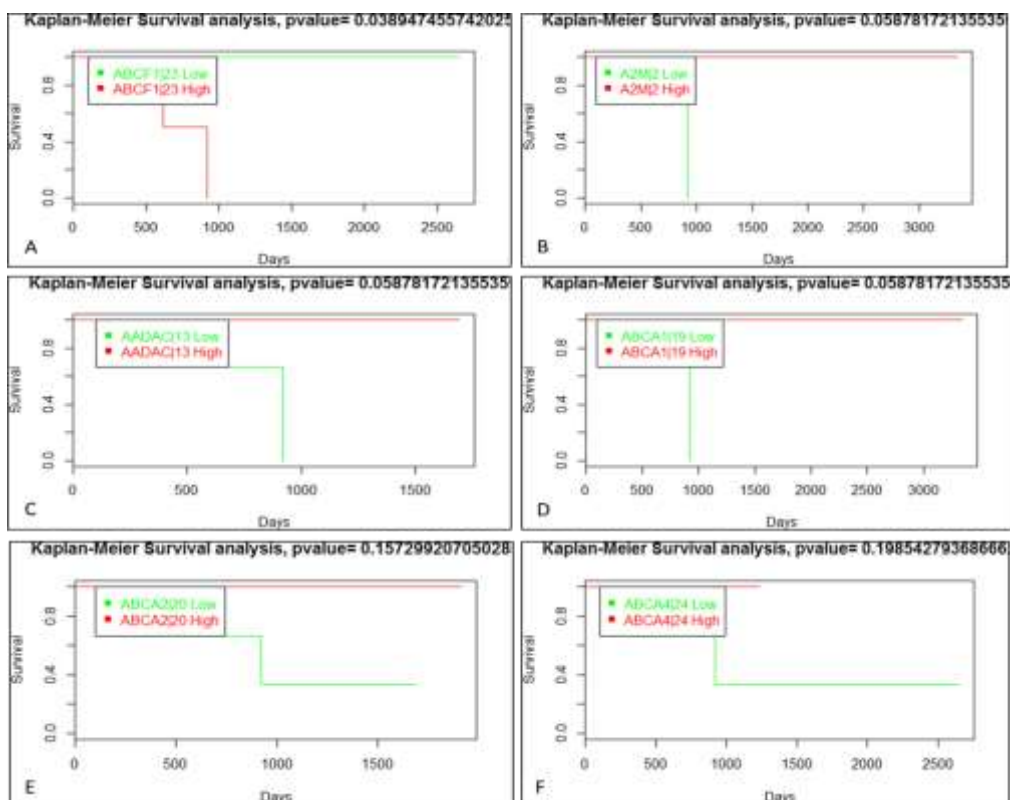 Kaplan-Meier Survival analysis, pvalue= 0.038947455742025
ABCF1|23 Low
ABCF1|23 High
Survival
0.0 0.4 0.8
0 500 1000 1500 2000 2500
Days
A
Kaplan-Meier Survival analysis, pvalue= 0.05878172135535
A2M|2 Low
A2M|2 High
Survival
0.0 0.4 0.8
0 500 1000 1500 2000 2500 3000
Days
B
Kaplan-Meier Survival analysis, pvalue= 0.05878172135535
AADAC|13 Low
AADAC|13 High
Survival
0.0 0.4 0.8
0 500 1000 1500
Days
C
Kaplan-Meier Survival analysis, pvalue= 0.05878172135535
ABCA1|19 Low
ABCA1|19 High
Survival
0.0 0.4 0.8
0 500 1000 1500 2000 2500 3000
Days
D
Kaplan-Meier Survival analysis, pvalue= 0.15729920705028
ABCA2|20 Low
ABCA2|20 High
Survival
0.0 0.4 0.8
0 500 1000 1500
Days
E
Kaplan-Meier Survival analysis, pvalue= 0.19854279368666
ABCA4|24 Low
ABCA4|24 High
Survival
0.0 0.4 0.8
0 500 1000 1500 2000 2500
Days
F